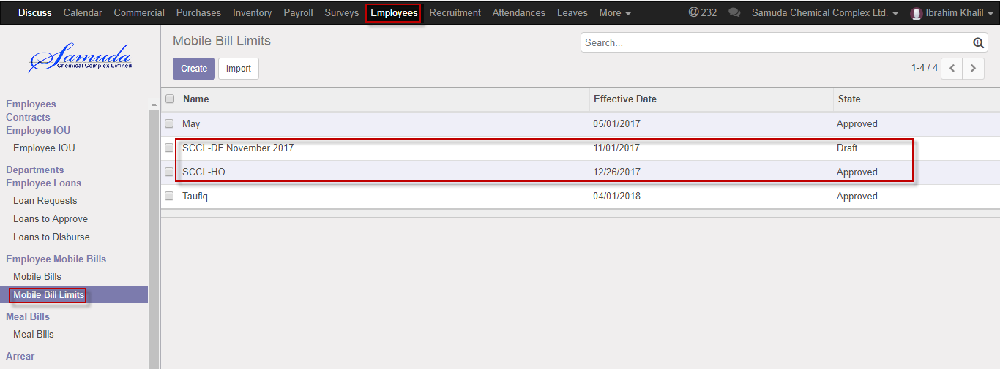 Discuss Calendar Commercial Purchases Inventory Payroll Surveys Employees Recruitment Attendances Leaves More @ 232 Samuda Chemical Complex Ltd. Ibrahim Khalil
Samuda
Chemical Complex Limited
Employees
Contracts
Employee IOU
Employee IOU
Departments
Employee Loans
Loan Requests
Loans to Approve
Loans to Disburse
Employee Mobile Bills
Mobile Bills
Mobile Bill Limits
Meal Bills
Meal Bills
Arrear
Mobile Bill Limits
Search...
Create Import
1-4 / 4
Name Effective Date State
May 05/01/2017 Approved
SCCL-DF November 2017 11/01/2017 Draft
SCCL-HO 12/26/2017 Approved
Taufiq 04/01/2018 Approved